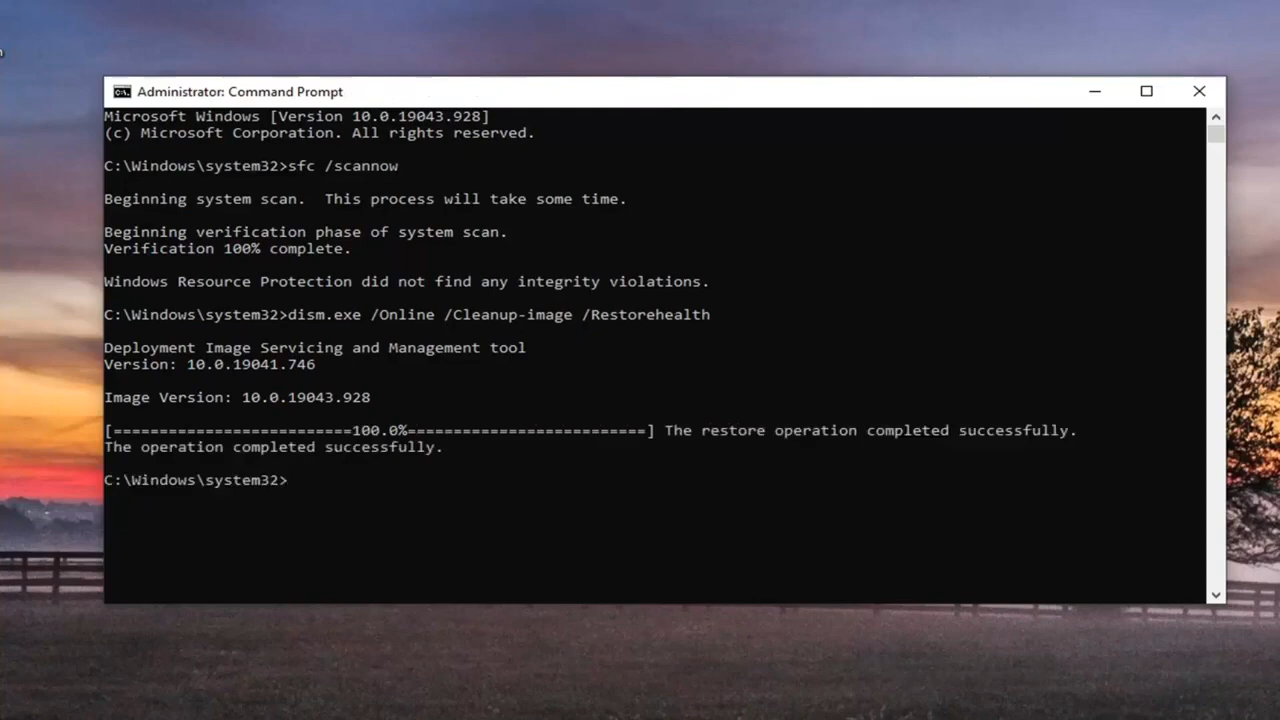 Administrator: Command Prompt
Microsoft Windows [Version 10.0.19043.928]
(c) Microsoft Corporation. All rights reserved.
C:\Windows\system32>sfc /scannow
Beginning system scan.  This process will take some time.
Beginning verification phase of system scan.
Verification 100% complete.
Windows Resource Protection did not find any integrity violations.
C:\Windows\system32>dism.exe /Online /Cleanup-image /Restorehealth
Deployment Image Servicing and Management tool
Version: 10.0.19041.746
Image Version: 10.0.19043.928
[==========================100.0%==========================] The restore operation completed successfully.
The operation completed successfully.
C:\Windows\system32>